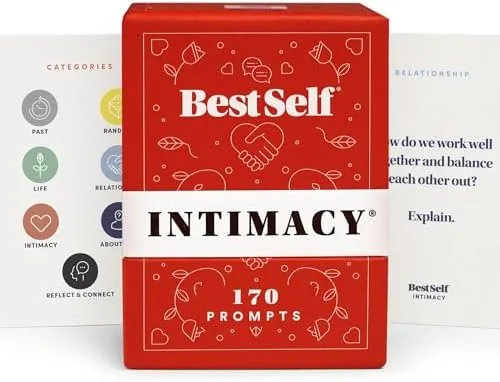 CATEGORIES
PAST
RAND
LIFE
RELATIO
INTIMACY
ABOU
REFLECT & CONNECT
BestSelf®
INTIMACY®
170
PROMPTS
RELATIONSHIP
ow do we work well
gether and balance
each other out?
Explain.
BestSelf
INTIMACY